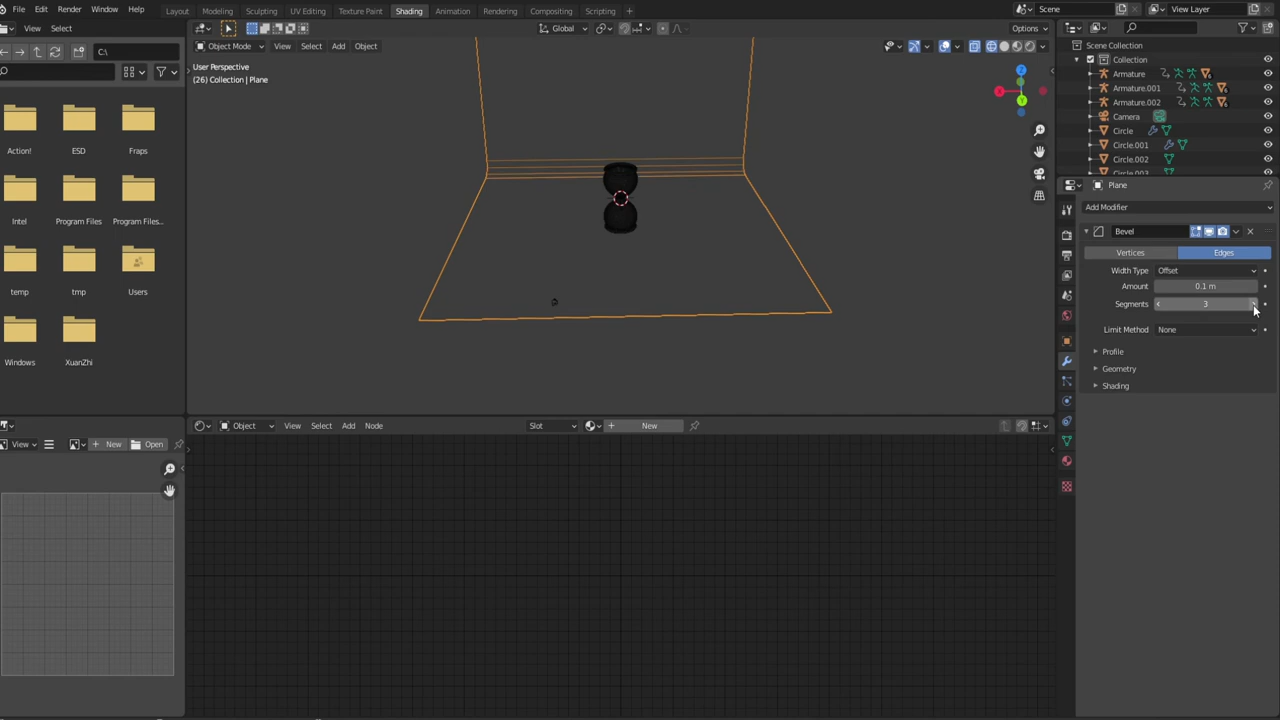 File Edit Render Window Help
Layout Modeling Sculpting UV Editing Texture Paint Shading Animation Rendering Compositing Scripting +
Scene
View Layer
View Select
Global
Options
C:\
Object Mode View Select Add Object
User Perspective
(26) Collection | Plane
Z
X
Y
Scene Collection
Collection
Armature
Armature.001
Armature.002
Camera
Circle
Circle.001
Circle.002
Circle.003
Action! ESD Fraps
Intel Program Files Program Files...
temp tmp Users
Windows XuanZhi
Plane
Add Modifier
Bevel
Vertices Edges
Width Type Offset
Amount 0.1 m
Segments 3
Limit Method None
Profile
Geometry
Shading
View New Open
Object View Select Add Node Slot New